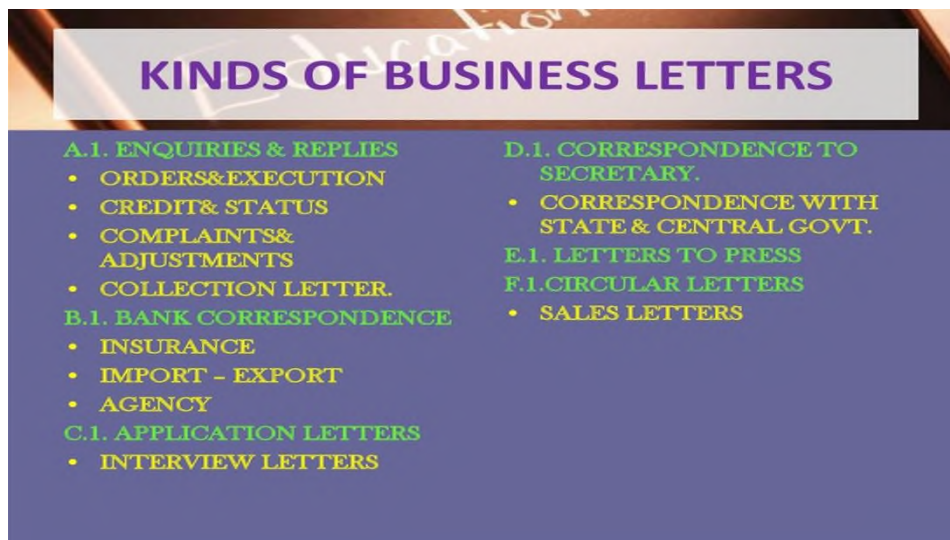 Education
KINDS OF BUSINESS LETTERS
A.1. ENQUIRIES & REPLIES
• ORDERS&EXECUTION
• CREDIT& STATUS
• COMPLAINTS&
ADJUSTMENTS
• COLLECTION LETTER.
B.1. BANK CORRESPONDENCE
• INSURANCE
• IMPORT – EXPORT
• AGENCY
C.1. APPLICATION LETTERS
• INTERVIEW LETTERS
D.1. CORRESPONDENCE TO
SECRETARY.
• CORRESPONDENCE WITH
STATE & CENTRAL GOVT.
E.1. LETTERS TO PRESS
F.1.CIRCULAR LETTERS
• SALES LETTERS